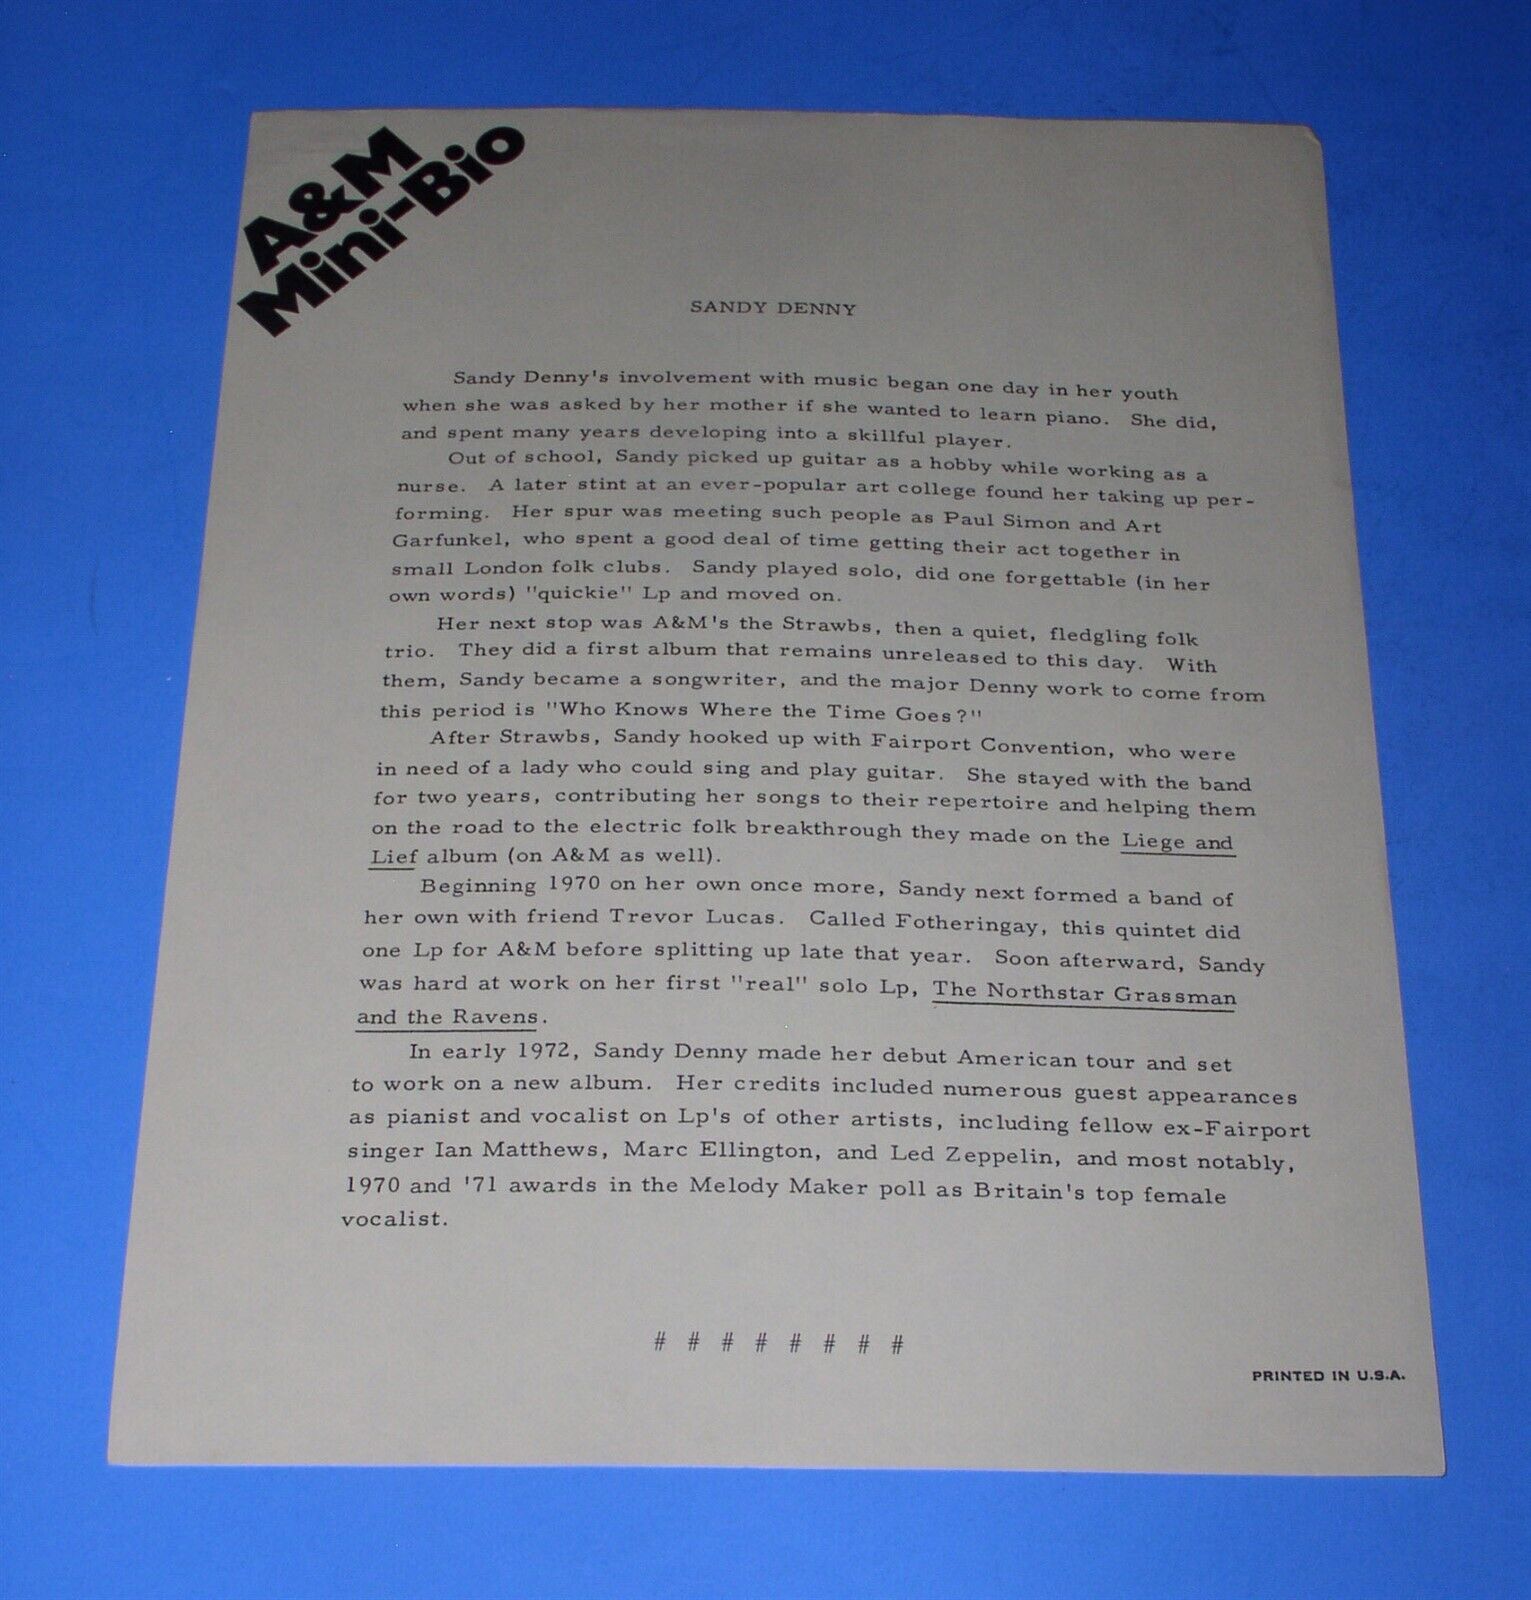 A&M
Mini-Bio
SANDY DENNY
Sandy Denny's involvement with music began one day in her youth
when she was asked by her mother if she wanted to learn piano. She did,
and spent many years developing into a skillful player.
Out of school, Sandy picked up guitar as a hobby while working as a
nurse. A later stint at an ever-popular art college found her taking up per-
forming. Her spur was meeting such people as Paul Simon and Art
Garfunkel, who spent a good deal of time getting their act together in
small London folk clubs. Sandy played solo, did one forgettable (in her
own words) "quickie" Lp and moved on.
Her next stop was A&M's the Strawbs, then a quiet, fledgling folk
trio. They did a first album that remains unreleased to this day. With
them, Sandy became a songwriter, and the major Denny work to come from
this period is "Who Knows Where the Time Goes?"
After Strawbs, Sandy hooked up with Fairport Convention, who were
in need of a lady who could sing and play guitar. She stayed with the band
for two years, contributing her songs to their repertoire and helping them
on the road to the electric folk breakthrough they made on the Liege and
Lief album (on A&M as well).
Beginning 1970 on her own once more, Sandy next formed a band of
her own with friend Trevor Lucas. Called Fotheringay, this quintet did
one Lp for A&M before splitting up late that year. Soon afterward, Sandy
was hard at work on her first "real" solo Lp, The Northstar Grassman
and the Ravens.
In early 1972, Sandy Denny made her debut American tour and set
to work on a new album. Her credits included numerous guest appearances
as pianist and vocalist on Lp's of other artists, including fellow ex-Fairport
singer Ian Matthews, Marc Ellington, and Led Zeppelin, and most notably,
1970 and '71 awards in the Melody Maker poll as Britain's top female
vocalist.
# # # # # # # #
PRINTED IN U.S.A.